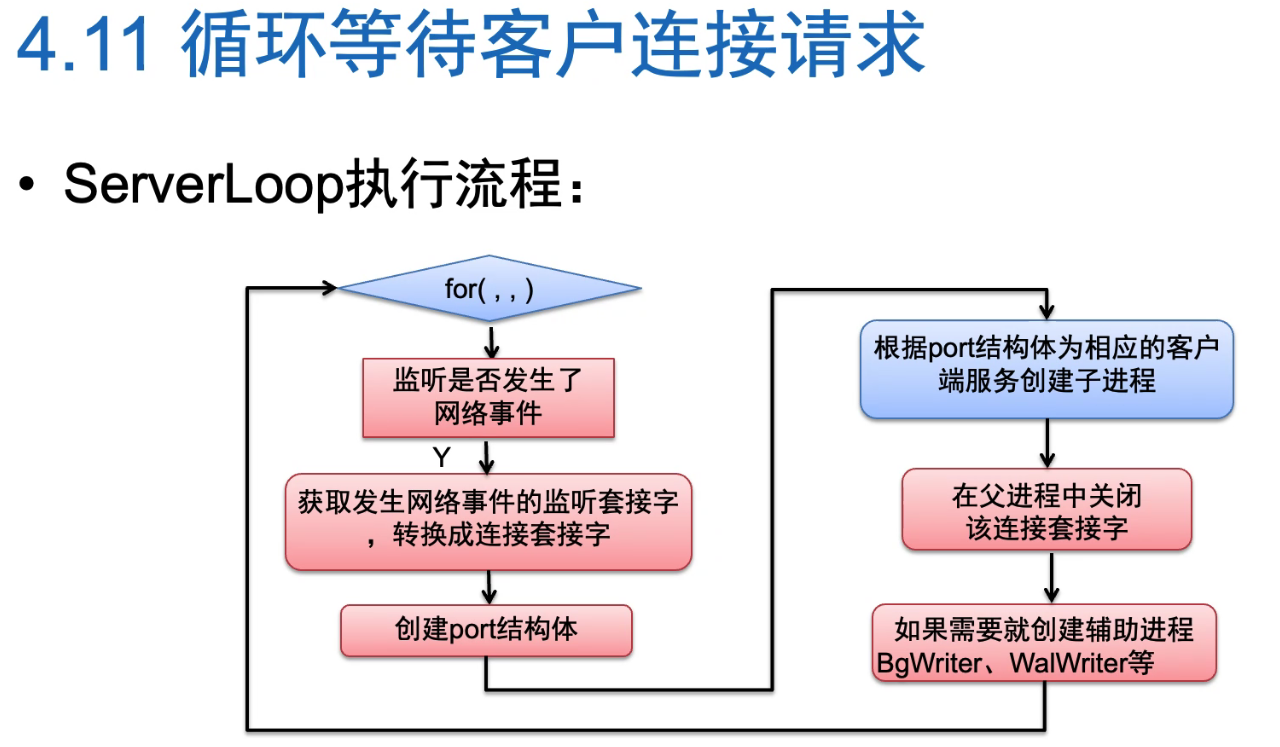 4.11 循环等待客户连接请求
• ServerLoop执行流程：
for( , , )
监听是否发生了
网络事件
Y
获取发生网络事件的监听套接字
，转换成连接套接字
创建port结构体
根据port结构体为相应的客户
端服务创建子进程
在父进程中关闭
该连接套接字
如果需要就创建辅助进程
BgWriter、WalWriter等